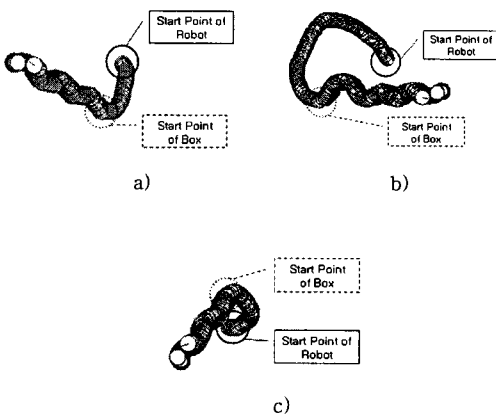 Start Point of
Robot
Start Point
of Box
a)
Start Point of
Robot
Start Point
of Box
b)
Start Point
of Box
Start Point of
Robot
c)